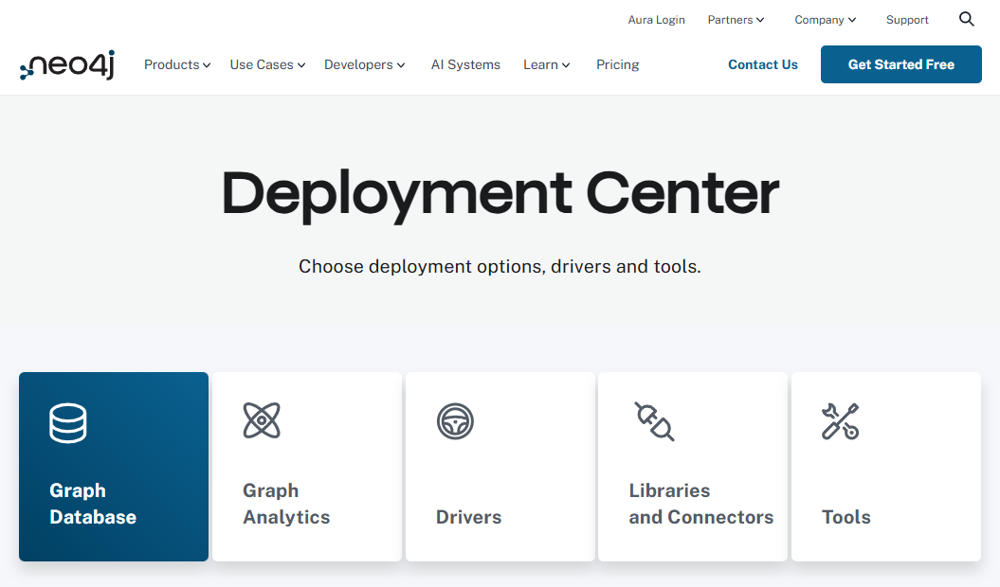 Aura Login Partners Company Support
neo4j Products Use Cases Developers AI Systems Learn Pricing Contact Us Get Started Free
Deployment Center
Choose deployment options, drivers and tools.
Graph
Database
Graph
Analytics
Drivers
Libraries
and Connectors
Tools